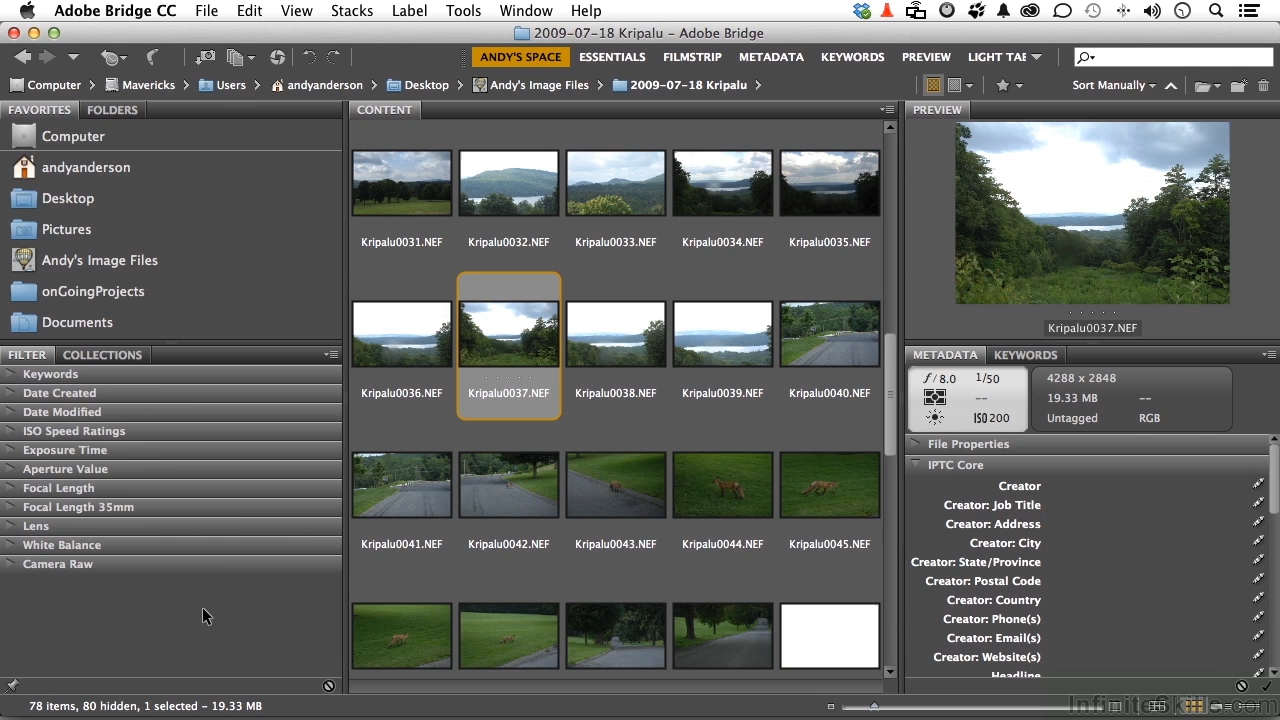 Adobe Bridge CC File Edit View Stacks Label Tools Window Help
2009-07-18 Kripalu – Adobe Bridge
ANDY'S SPACE ESSENTIALS FILMSTRIP METADATA KEYWORDS PREVIEW LIGHT TAB
Computer Mavericks Users andyanderson Desktop Andy's Image Files 2009-07-18 Kripalu
Sort Manually
FAVORITES FOLDERS
Computer
andyanderson
Desktop
Pictures
Andy's Image Files
onGoingProjects
Documents
FILTER COLLECTIONS
Keywords
Date Created
Date Modified
ISO Speed Ratings
Exposure Time
Aperture Value
Focal Length
Focal Length 35mm
Lens
White Balance
Camera Raw
CONTENT
Kripalu0031.NEF Kripalu0032.NEF Kripalu0033.NEF Kripalu0034.NEF Kripalu0035.NEF
Kripalu0036.NEF Kripalu0037.NEF Kripalu0038.NEF Kripalu0039.NEF Kripalu0040.NEF
Kripalu0041.NEF Kripalu0042.NEF Kripalu0043.NEF Kripalu0044.NEF Kripalu0045.NEF
PREVIEW
Kripalu0037.NEF
METADATA KEYWORDS
f/8.0 1/50
--
ISO200
4288 x 2848
19.33 MB --
Untagged RGB
File Properties
IPTC Core
Creator
Creator: Job Title
Creator: Address
Creator: City
Creator: State/Province
Creator: Postal Code
Creator: Country
Creator: Phone(s)
Creator: Email(s)
Creator: Website(s)
Headline
78 items, 80 hidden, 1 selected – 19.33 MB
InfiniteSkills.com